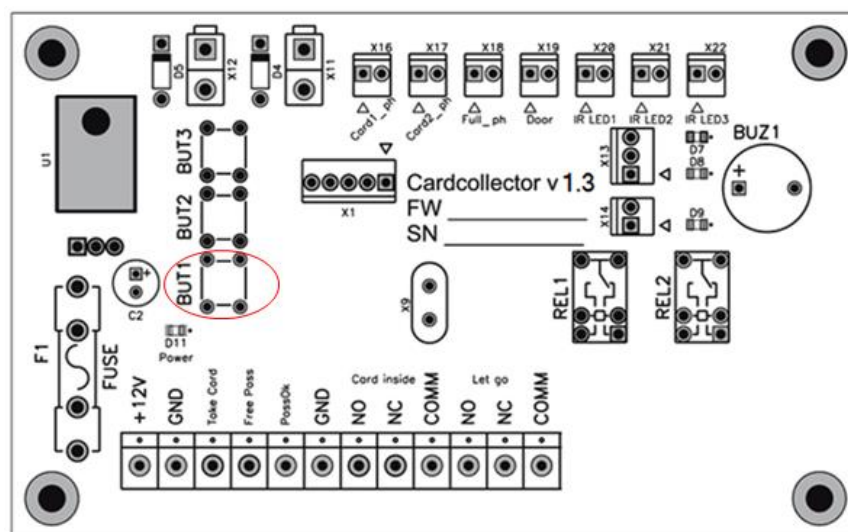 D5
X12
D4
X11
X16
X17
X18
X19
X20
X21
X22
Card1_ph
Card2_ph
Full_ph
Door
IR LED1
IR LED2
IR LED3
U1
BUT3
BUT2
BUT1
X1
Cardcollector v 1.3
FW
SN
X13
X14
D7
D8
D9
BUZ1
+
C2
+
X9
REL1
REL2
F1
FUSE
D11
Power
Card inside
Let go
+12V
GND
Take Card
Free Pass
PassOk
GND
NO
NC
COMM
NO
NC
COMM